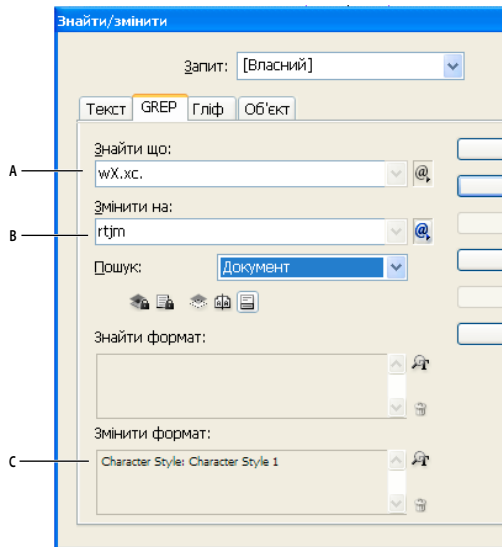 Знайти/змінити
Запит: [Власний]
Текст GREP Гліф Об'єкт
Знайти що:
A wX.xc.
Змінити на:
B rtjm
Пошук: Документ
Знайти формат:
Змінити формат:
C Character Style: Character Style 1